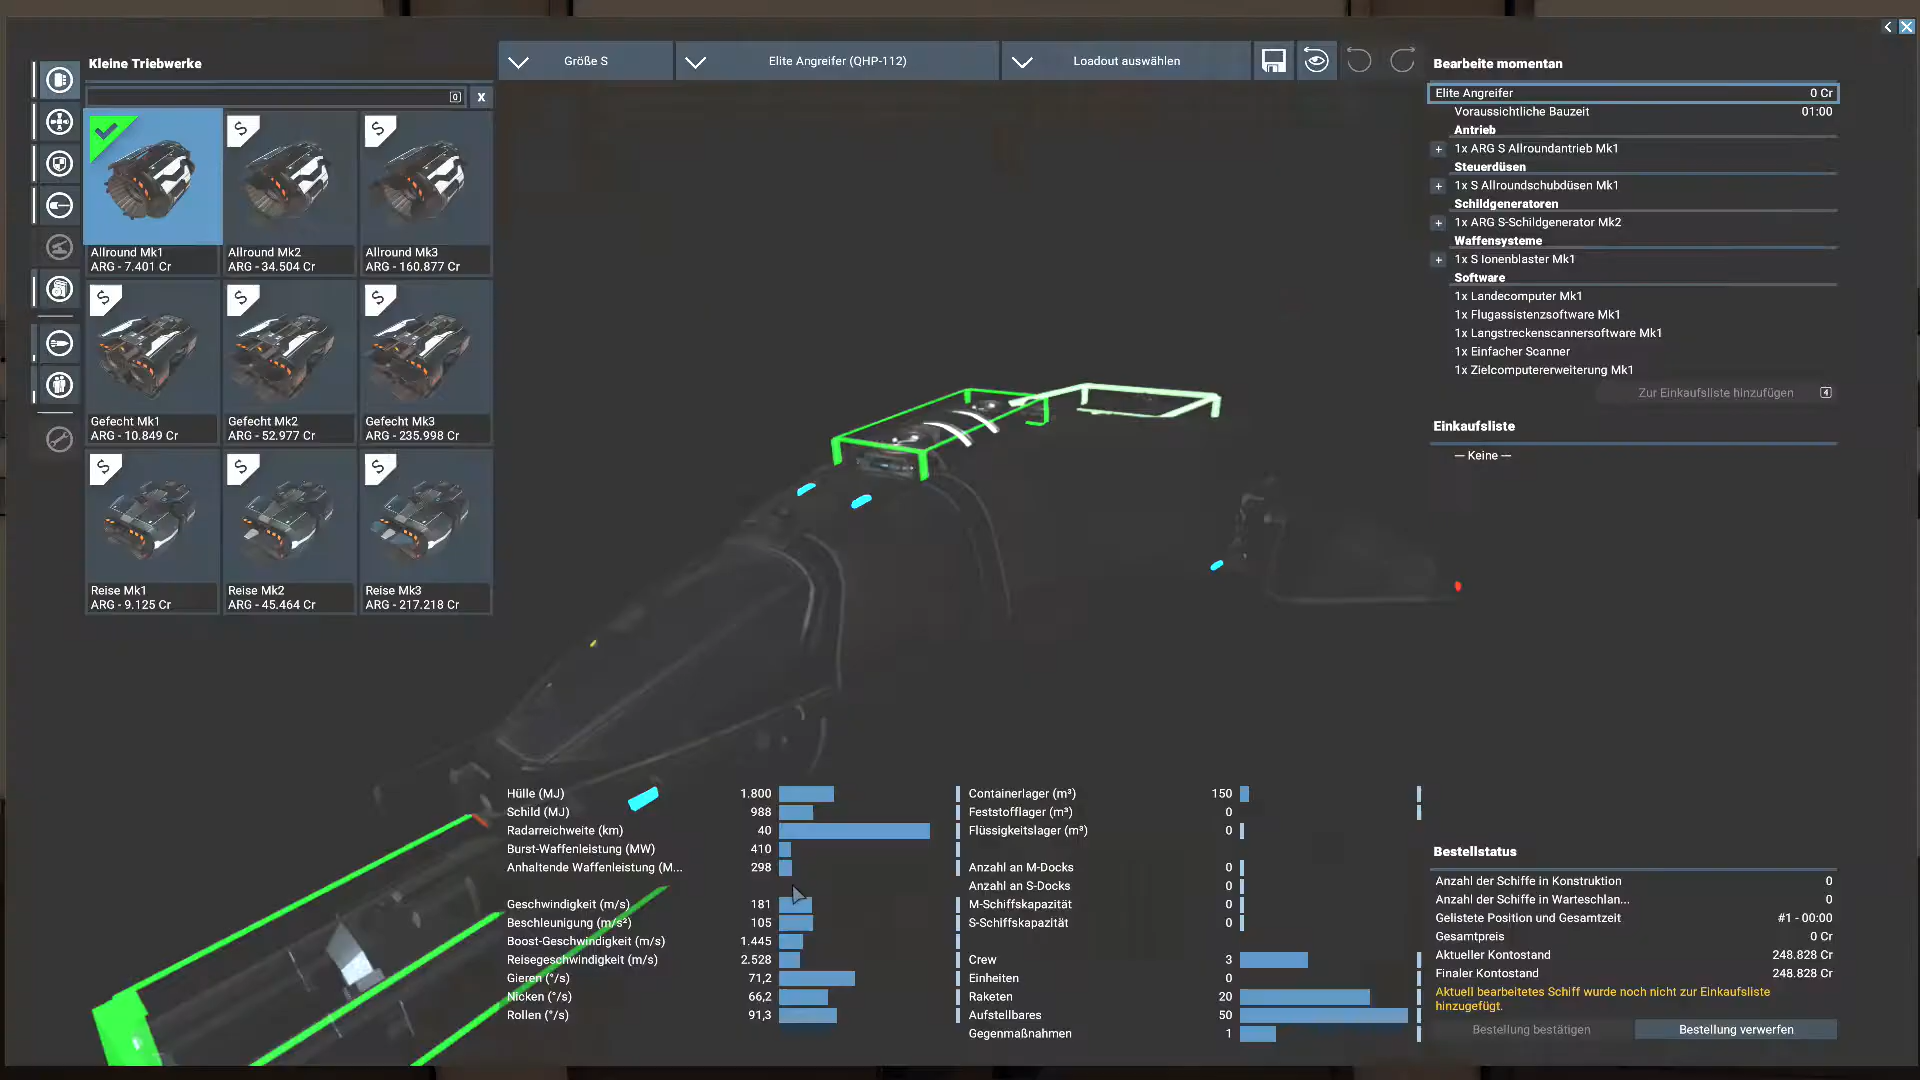 Kleine Triebwerke
Größe S
Elite Angreifer (QHP-112)
Loadout auswählen
0
X
Allround Mk1
ARG - 7.401 Cr
Allround Mk2
ARG - 34.504 Cr
Allround Mk3
ARG - 160.877 Cr
Gefecht Mk1
ARG - 10.849 Cr
Gefecht Mk2
ARG - 52.977 Cr
Gefecht Mk3
ARG - 235.998 Cr
Reise Mk1
ARG - 9.125 Cr
Reise Mk2
ARG - 45.464 Cr
Reise Mk3
ARG - 217.218 Cr
Hülle (MJ) 1.800
Schild (MJ) 988
Radarreichweite (km) 40
Burst-Waffenleistung (MW) 410
Anhaltende Waffenleistung (M... 298
Geschwindigkeit (m/s) 181
Beschleunigung (m/s²) 105
Boost-Geschwindigkeit (m/s) 1.445
Reisegeschwindigkeit (m/s) 2.528
Gieren (°/s) 71,2
Nicken (°/s) 66,2
Rollen (°/s) 91,3
Containerlager (m³) 150
Feststofflager (m³) 0
Flüssigkeitslager (m³) 0
Anzahl an M-Docks 0
Anzahl an S-Docks 0
M-Schiffskapazität 0
S-Schiffskapazität 0
Crew 3
Einheiten 0
Raketen 20
Aufstellbares 50
Gegenmaßnahmen 1
Bearbeite momentan
Elite Angreifer 0 Cr
Voraussichtliche Bauzeit 01:00
Antrieb
+ 1x ARG S Allroundantrieb Mk1
Steuerdüsen
+ 1x S Allroundschubdüsen Mk1
Schildgeneratoren
+ 1x ARG S-Schildgenerator Mk2
Waffensysteme
+ 1x S Ionenblaster Mk1
Software
1x Landecomputer Mk1
1x Flugassistenzsoftware Mk1
1x Langstreckenscannersoftware Mk1
1x Einfacher Scanner
1x Zielcomputererweiterung Mk1
Zur Einkaufsliste hinzufügen 4
Einkaufsliste
— Keine —
Bestellstatus
Anzahl der Schiffe in Konstruktion 0
Anzahl der Schiffe in Warteschlan... 0
Gelistete Position und Gesamtzeit #1 - 00:00
Gesamtpreis 0 Cr
Aktueller Kontostand 248.828 Cr
Finaler Kontostand 248.828 Cr
Aktuell bearbeitetes Schiff wurde noch nicht zur Einkaufsliste
hinzugefügt.
Bestellung bestätigen
Bestellung verwerfen